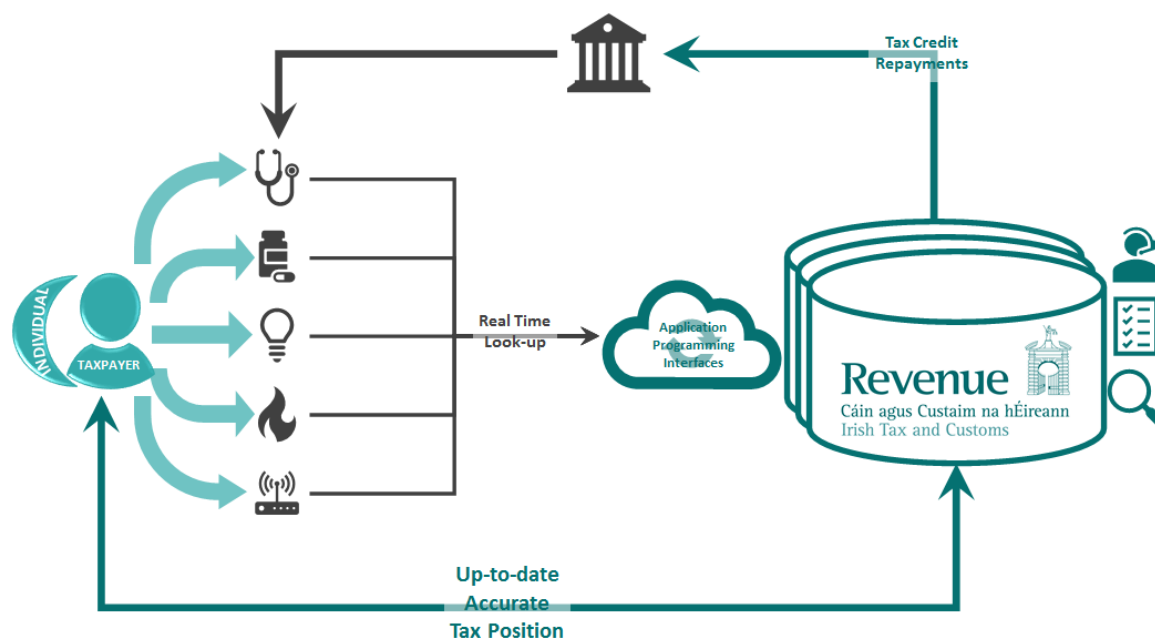 Tax Credit
Repayments
INDIVIDUAL
TAXPAYER
Real Time
Look-up
Application
Programming
Interfaces
Revenue
Cáin agus Custaim na hÉireann
Irish Tax and Customs
Up-to-date
Accurate
Tax Position